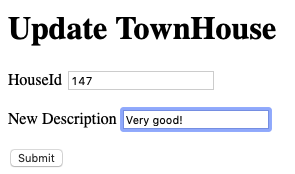 Update TownHouse
HouseId 147
New Description Very good!
Submit